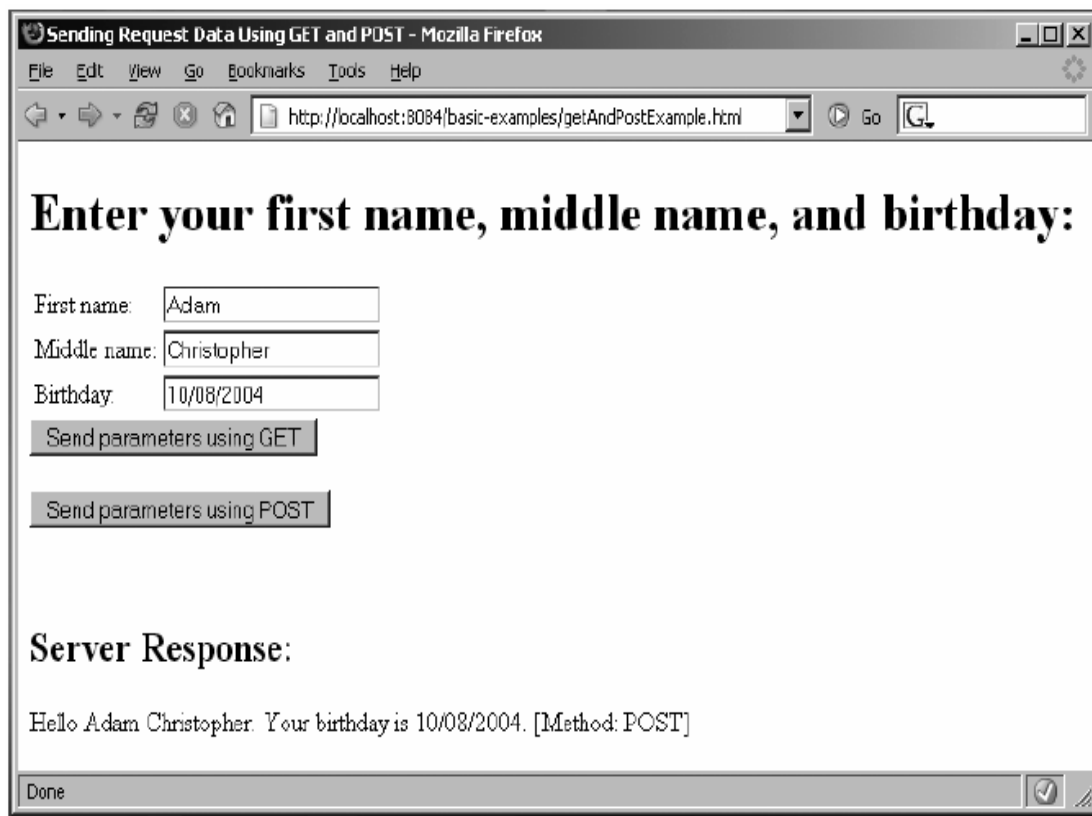 Sending Request Data Using GET and POST - Mozilla Firefox
File Edit View Go Bookmarks Tools Help
http://localhost:8084/basic-examples/getAndPostExample.html Go G
Enter your first name, middle name, and birthday:
First name: Adam
Middle name: Christopher
Birthday: 10/08/2004
Send parameters using GET
Send parameters using POST
Server Response:
Hello Adam Christopher. Your birthday is 10/08/2004. [Method: POST]
Done